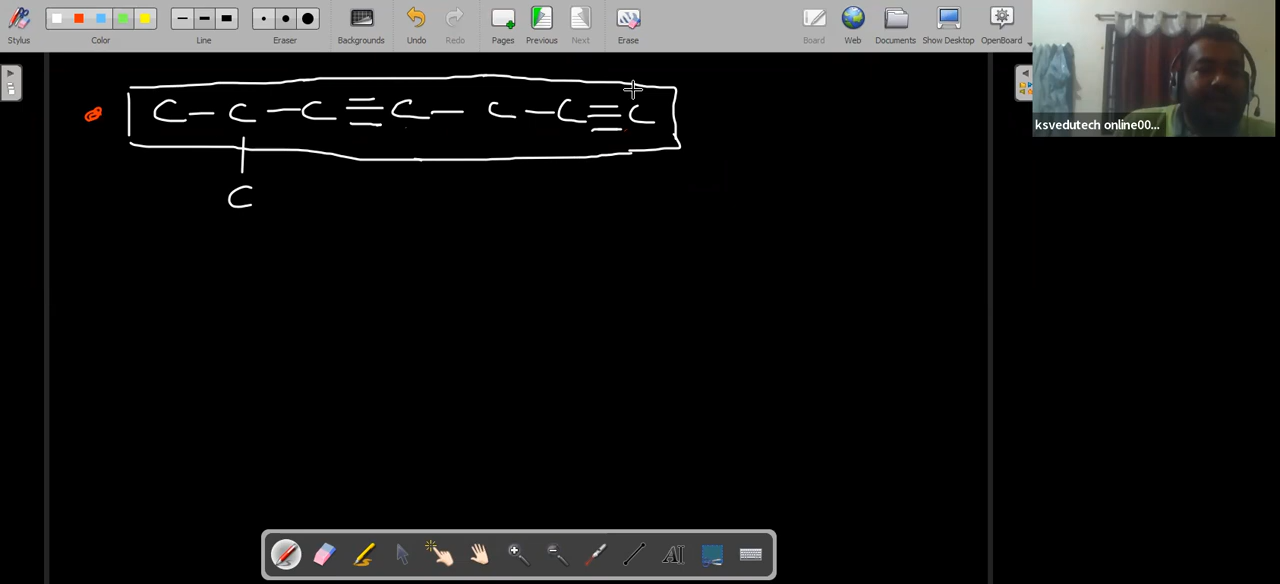 Stylus Color Line Eraser Backgrounds Undo Redo Pages Previous Next Erase Board Web Documents Show Desktop OpenBoard
ksvedutech online00...
C - C - C ≡ C - C - C ≡ C
|
C
AI